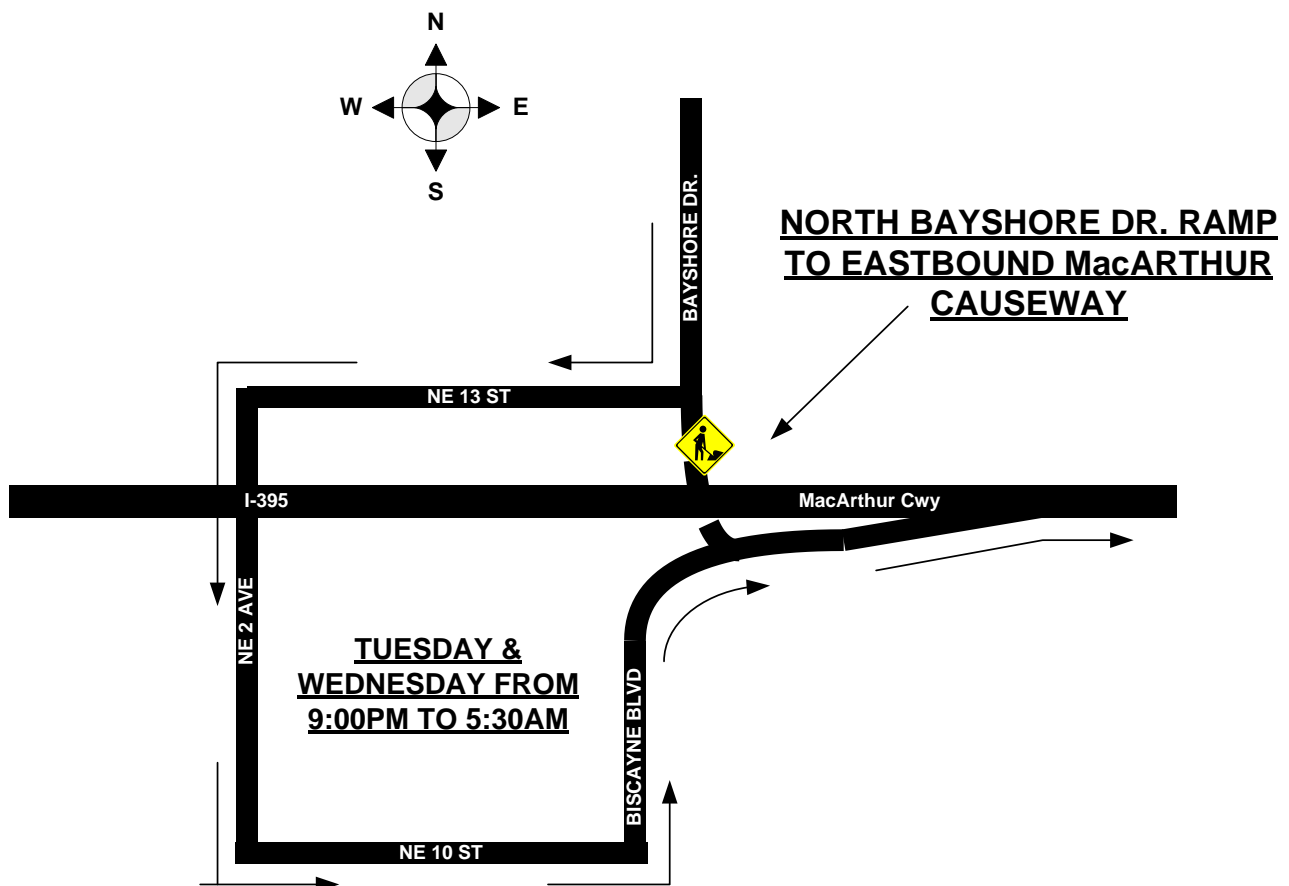 N
W
E
S
BAYSHORE DR.
NORTH BAYSHORE DR. RAMP
TO EASTBOUND MacARTHUR
CAUSEWAY
NE 13 ST
I-395
MacArthur Cwy
NE 2 AVE
TUESDAY &
WEDNESDAY FROM
9:00PM TO 5:30AM
BISCAYNE BLVD
NE 10 ST